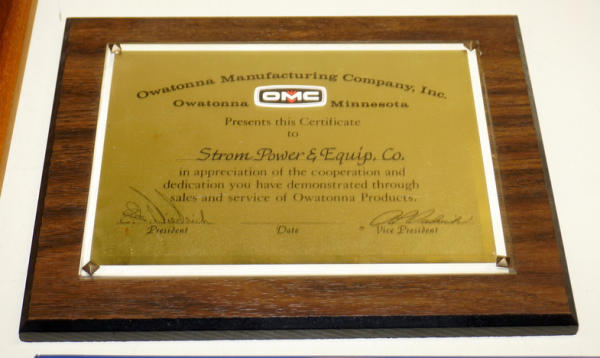 Owatonna Manufacturing Company, Inc.
Owatonna OMC Minnesota
Presents this Certificate
to
Strom Power & Equip, Co.
in appreciation of the cooperation and
dedication you have demonstrated through
sales and service of Owatonna Products.
President Date Vice President